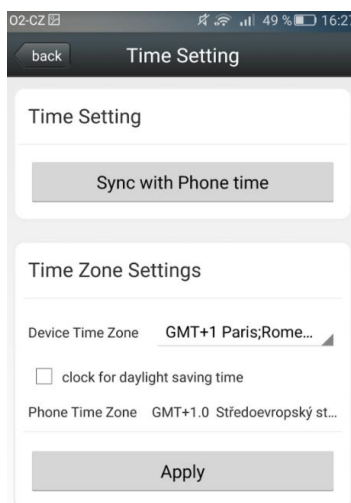 O2-CZ 49 % 16:27
back Time Setting
Time Setting
Sync with Phone time
Time Zone Settings
Device Time Zone GMT+1 Paris;Rome...
clock for daylight saving time
Phone Time Zone GMT+1.0 Středoevropský st...
Apply